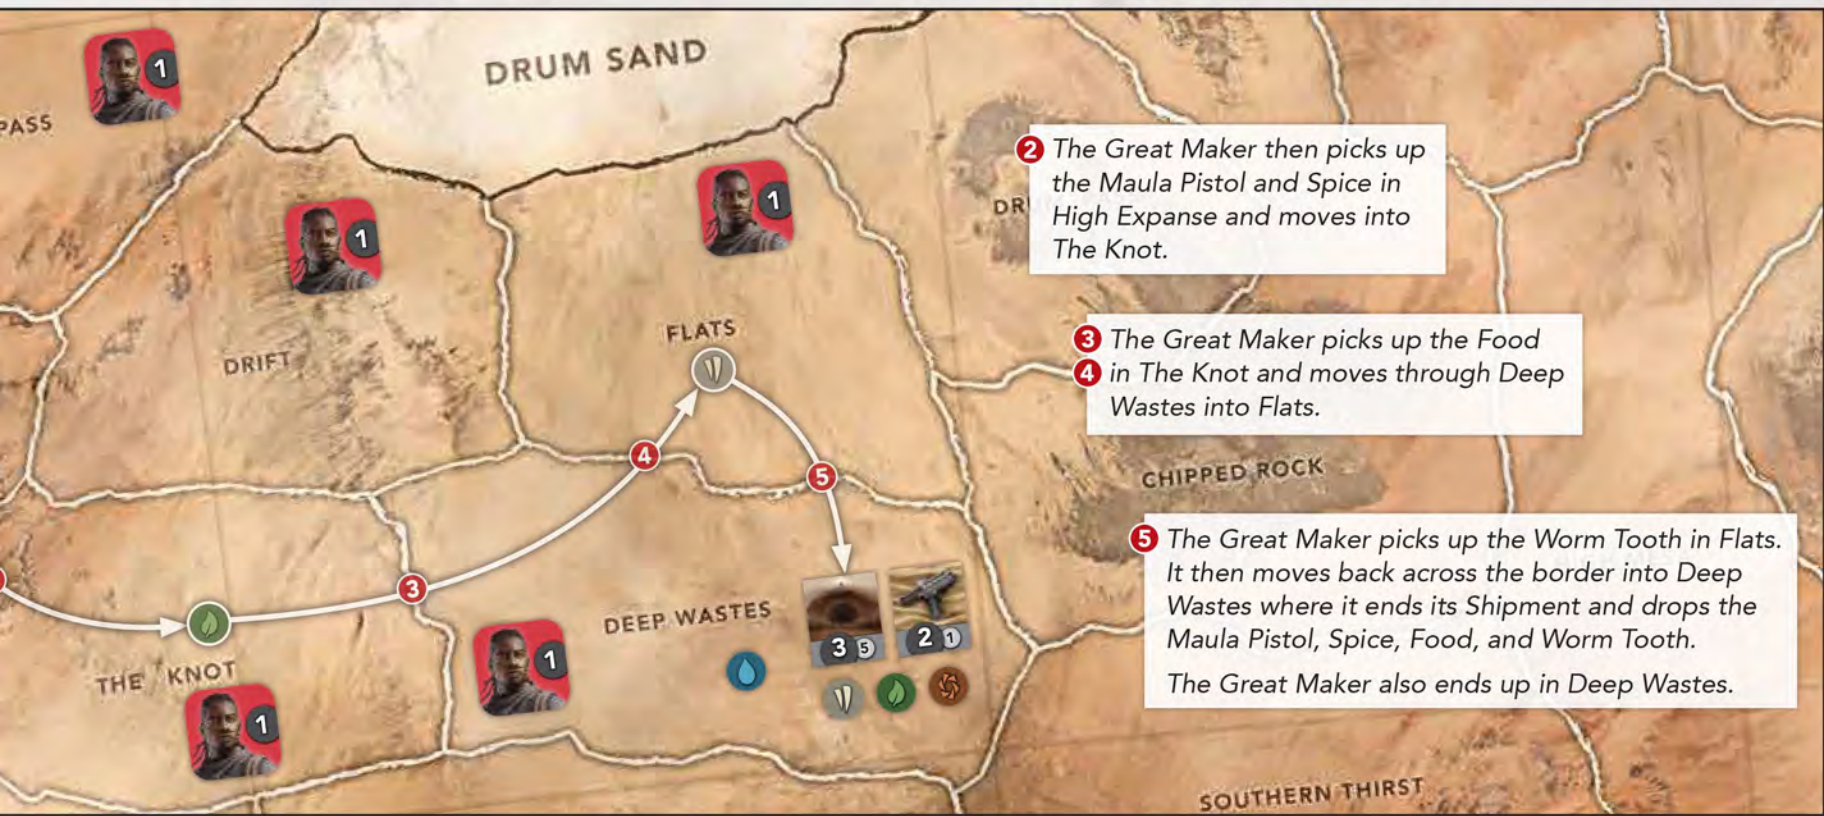 DRUM SAND
1
PASS
1
1
2 The Great Maker then picks up
the Maula Pistol and Spice in
High Expanse and moves into
The Knot.
DRU
FLATS
DRIFT
3 The Great Maker picks up the Food
4 in The Knot and moves through Deep
Wastes into Flats.
4
5
CHIPPED ROCK
3
5 The Great Maker picks up the Worm Tooth in Flats.
It then moves back across the border into Deep
Wastes where it ends its Shipment and drops the
Maula Pistol, Spice, Food, and Worm Tooth.
The Great Maker also ends up in Deep Wastes.
DEEP WASTES
3 5
2 1
1
THE KNOT
1
SOUTHERN THIRST